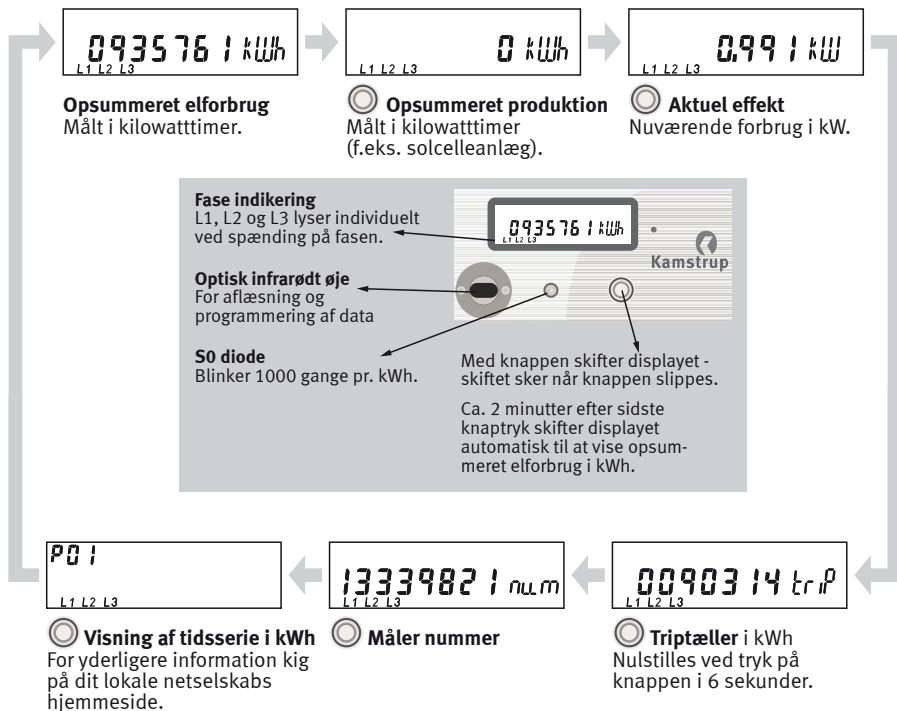 0935761 kWh
L1 L2 L3
Opsummeret elforbrug
Målt i kilowatttimer.
0 kWh
L1 L2 L3
Opsummeret produktion
Målt i kilowatttimer
(f.eks. solcelleanlæg).
0.991 kW
L1 L2 L3
Aktuel effekt
Nuværende forbrug i kW.
Fase indikering
L1, L2 og L3 lyser individuelt
ved spænding på fasen.
Optisk infrarødt øje
For aflæsning og
programmering af data
S0 diode
Blinker 1000 gange pr. kWh.
0935761 kWh
L1 L2 L3
Kamstrup
Med knappen skifter displayet -
skiftet sker når knappen slippes.
Ca. 2 minutter efter sidste
knaptryk skifter displayet
automatisk til at vise opsum-
meret elforbrug i kWh.
P01
L1 L2 L3
Visning af tidsserie i kWh
For yderligere information kig
på dit lokale netselskabs
hjemmeside.
13339821 num
L1 L2 L3
Måler nummer
0090314 triP
L1 L2 L3
Triptæller i kWh
Nulstilles ved tryk på
knappen i 6 sekunder.